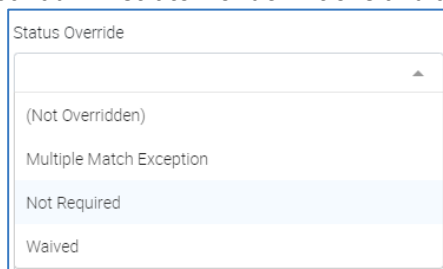 Status Override
(Not Overridden)
Multiple Match Exception
Not Required
Waived